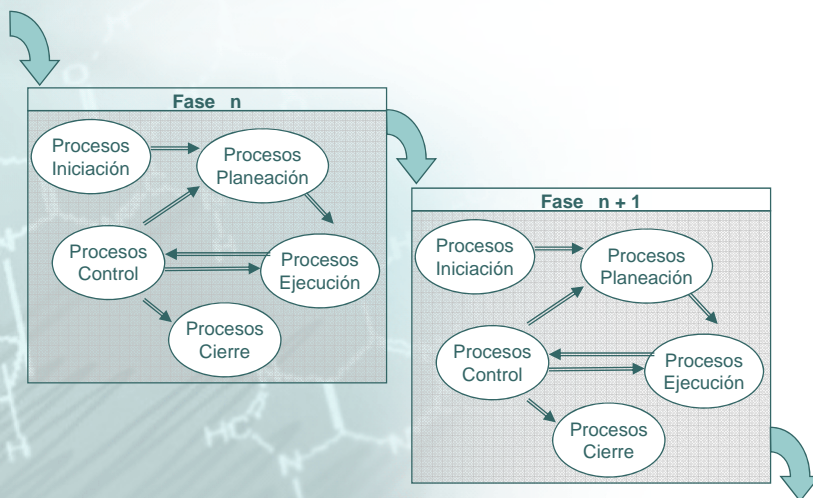 Fase n
Procesos
Iniciación
Procesos
Planeación
Procesos
Control
Procesos
Ejecución
Procesos
Cierre
Fase n + 1
Procesos
Iniciación
Procesos
Planeación
Procesos
Control
Procesos
Ejecución
Procesos
Cierre